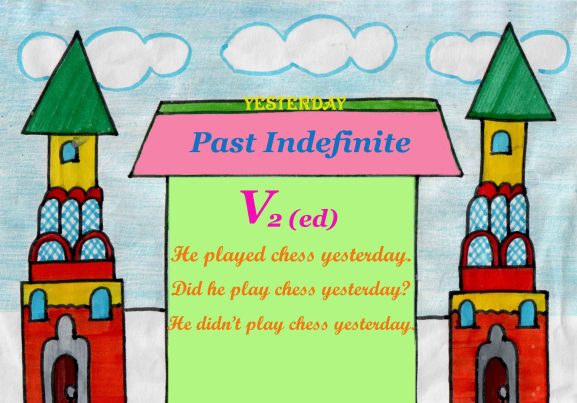 YESTERDAY
Past Indefinite
V2 (ed)
He played chess yesterday.
Did he play chess yesterday?
He didn't play chess yesterday.